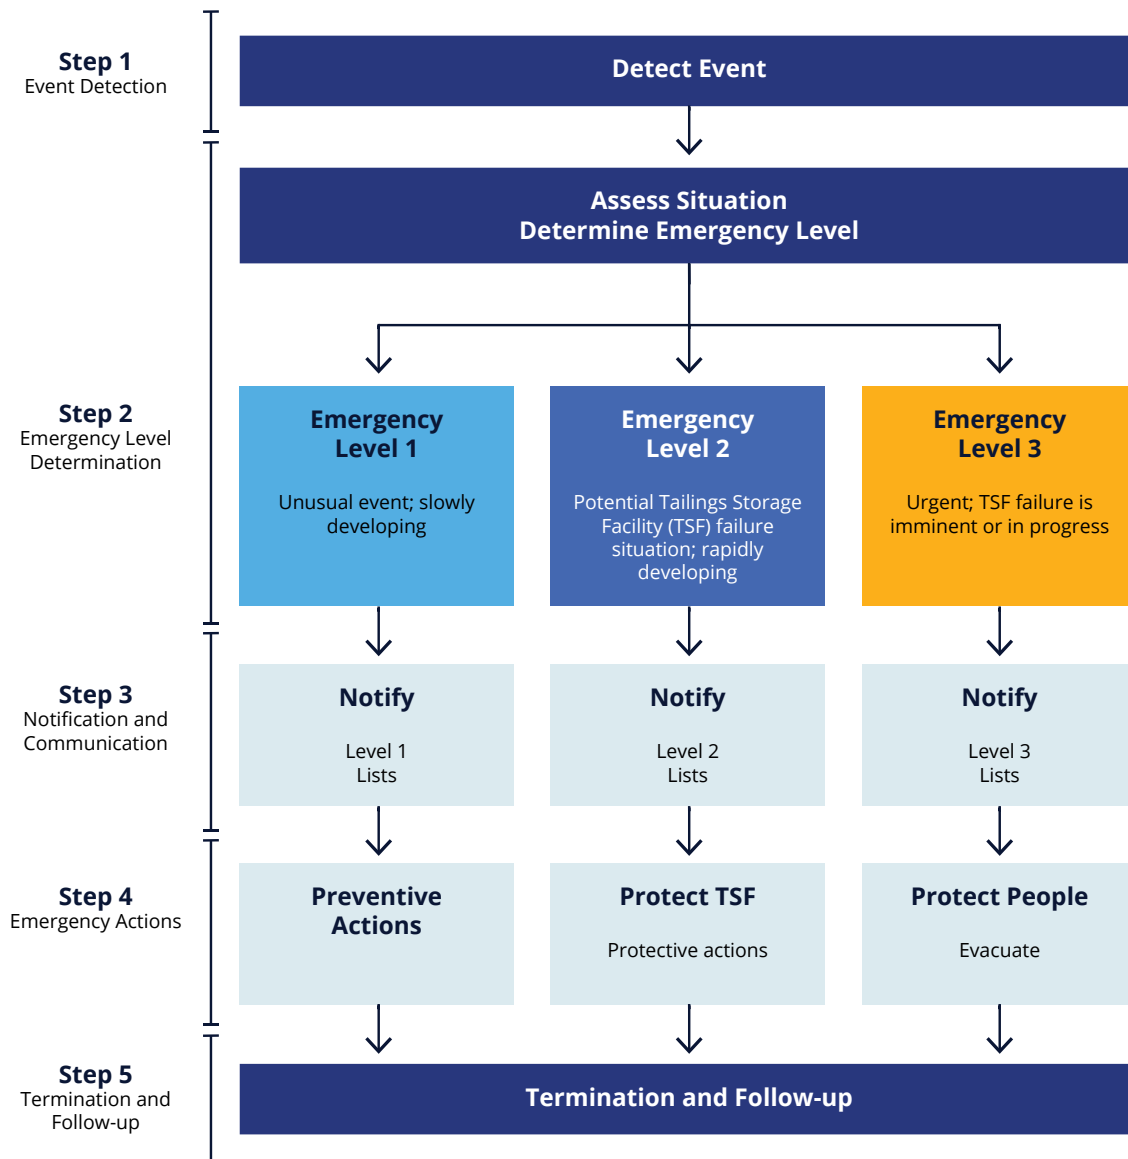 Step 1
Event Detection
Detect Event
Assess Situation
Determine Emergency Level
Step 2
Emergency Level
Determination
Emergency
Level 1
Unusual event; slowly
developing
Emergency
Level 2
Potential Tailings Storage
Facility (TSF) failure
situation; rapidly
developing
Emergency
Level 3
Urgent; TSF failure is
imminent or in progress
Step 3
Notification and
Communication
Notify
Level 1
Lists
Notify
Level 2
Lists
Notify
Level 3
Lists
Step 4
Emergency Actions
Preventive
Actions
Protect TSF
Protective actions
Protect People
Evacuate
Step 5
Termination and
Follow-up
Termination and Follow-up